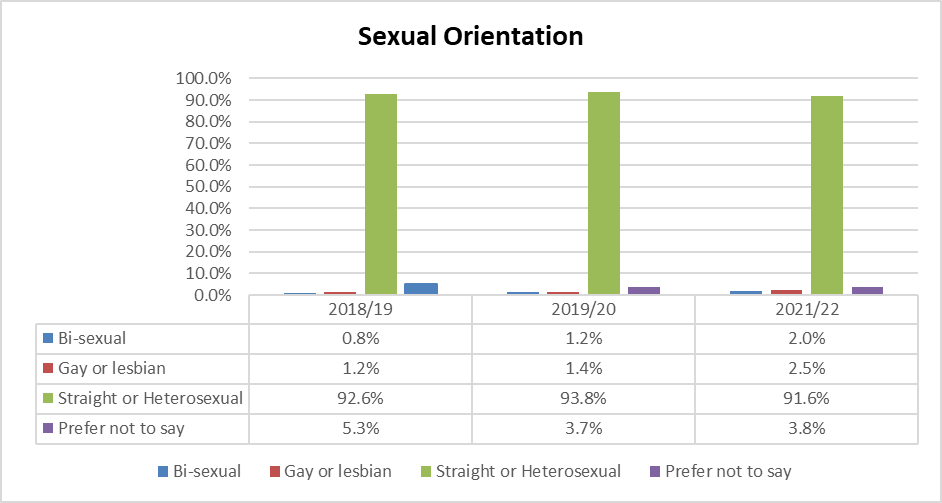 Sexual Orientation
100.0%
90.0%
80.0%
70.0%
60.0%
50.0%
40.0%
30.0%
20.0%
10.0%
0.0%
2018/19 2019/20 2021/22
Bi-sexual 0.8% 1.2% 2.0%
Gay or lesbian 1.2% 1.4% 2.5%
Straight or Heterosexual 92.6% 93.8% 91.6%
Prefer not to say 5.3% 3.7% 3.8%
Bi-sexual Gay or lesbian Straight or Heterosexual Prefer not to say